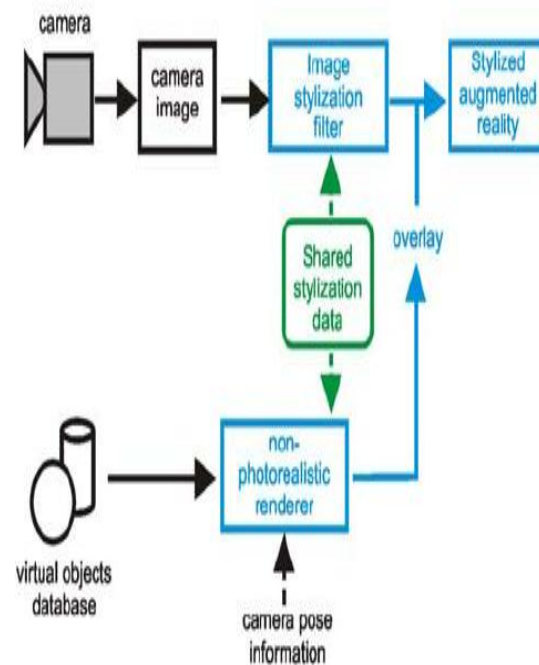 camera
camera
image
Image
stylization
filter
Stylized
augmented
reality
overlay
Shared
stylization
data
non-
photorealistic
renderer
virtual objects
database
camera pose
information